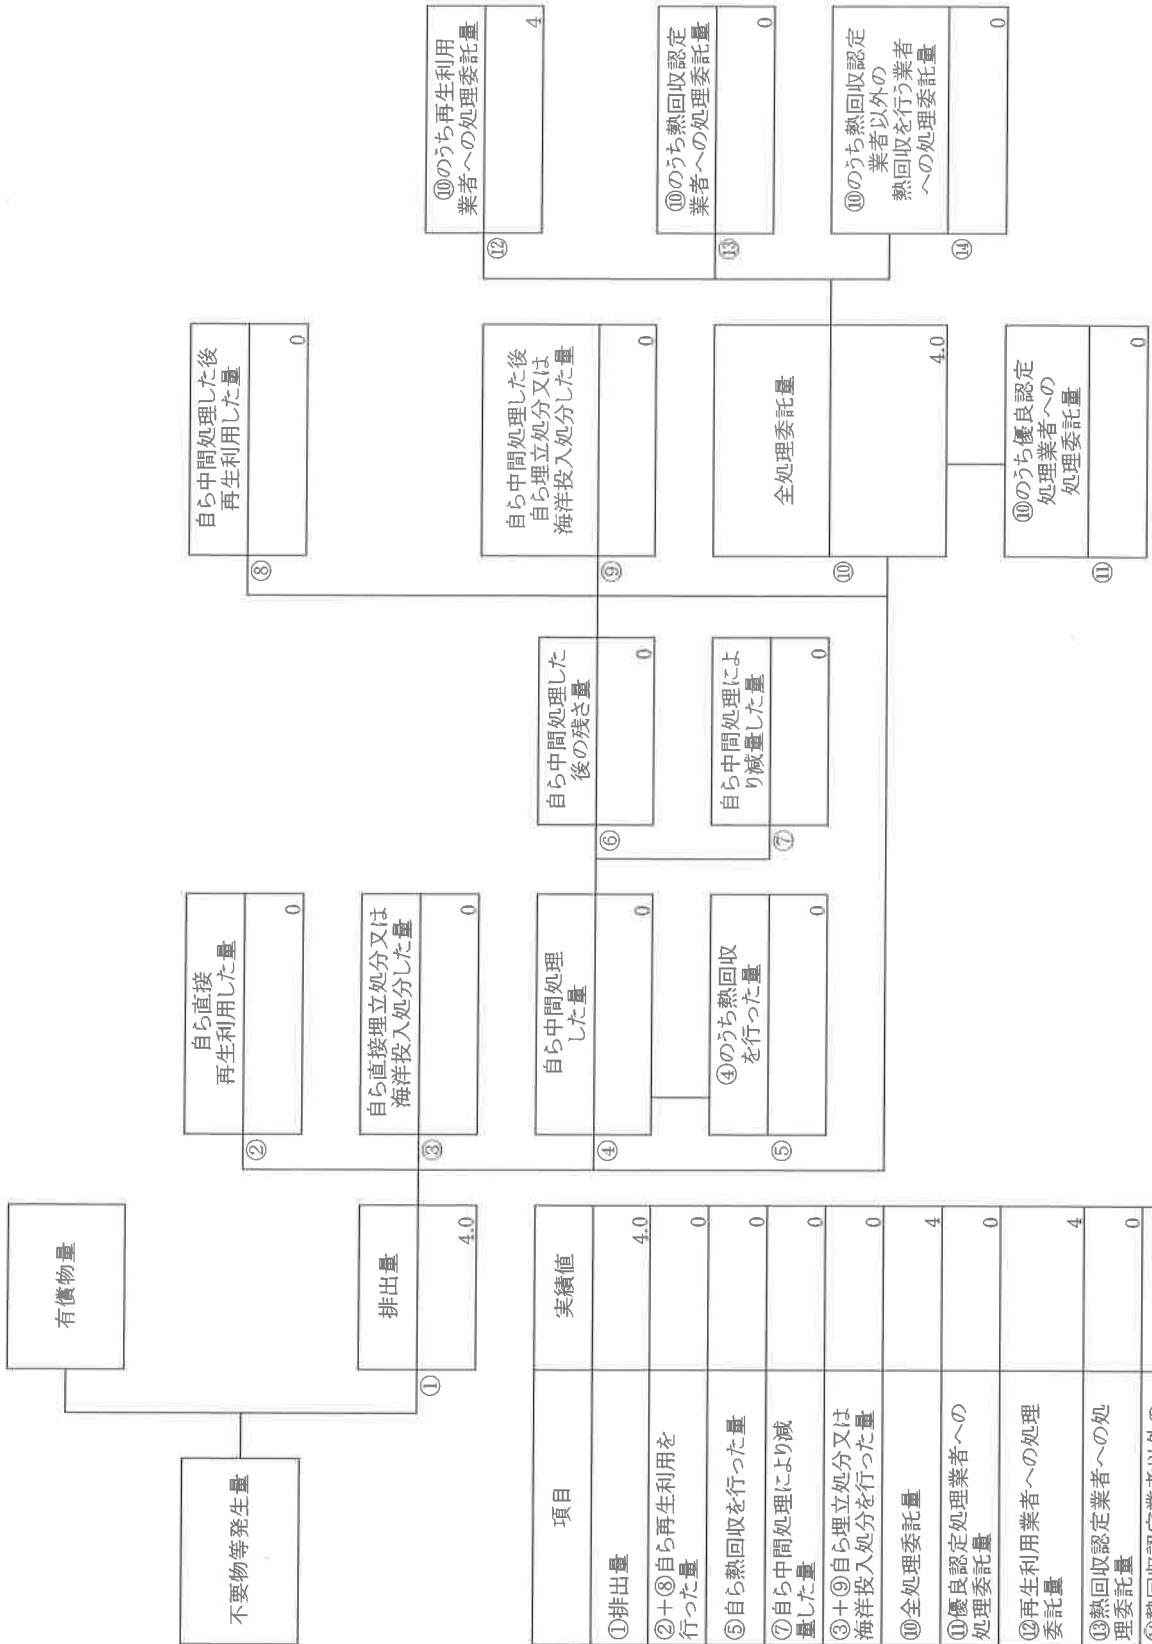 不要物等発生量
有償物量
排出量
①
4.0
自ら直接
再生利用した量
②
0
自ら直接埋立処分又は
海洋投入処分した量
③
0
自ら中間処理
した量
④
0
④のうち熱回収
を行った量
⑤
0
自ら中間処理した
後の残さ量
⑥
0
自ら中間処理によ
り減量した量
⑦
0
自ら中間処理した後
再生利用した量
⑧
0
自ら中間処理した後
自ら埋立処分又は
海洋投入処分した量
⑨
0
全処理委託量
⑩
4.0
⑩のうち優良認定
処理業者への
処理委託量
⑪
0
⑩のうち再生利用
業者への処理委託量
⑫
4
⑩のうち熱回収認定
業者への処理委託量
⑬
0
⑩のうち熱回収認定
業者以外の
熱回収を行う業者
への処理委託量
⑭
0
項目 実績値
①排出量 4.0
②+⑧自ら再生利用を
行った量 0
⑤自ら熱回収を行った量 0
⑦自ら中間処理により減
量した量 0
③+⑨自ら埋立処分又は
海洋投入処分を行った量 0
⑩全処理委託量 4
⑪優良認定処理業者への
処理委託量 0
⑫再生利用業者への処理
委託量 4
⑬熱回収認定業者への処
理委託量 0